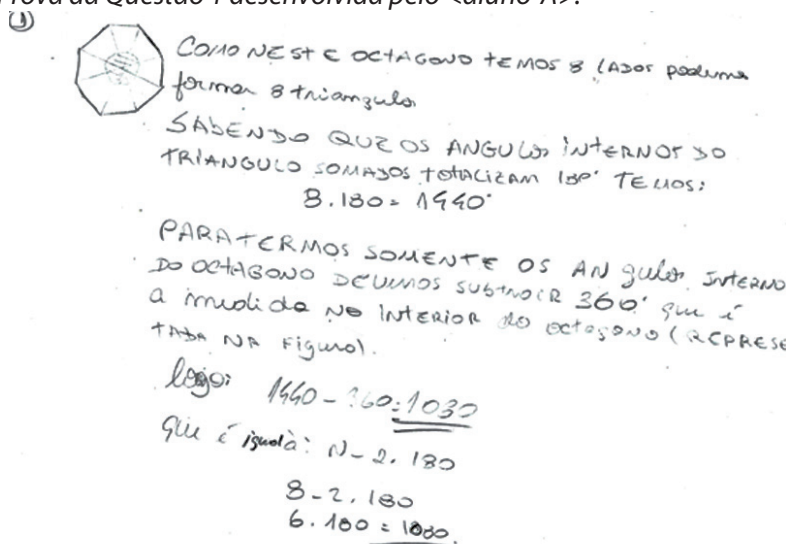 Prova da Questão 1 desenvolvida pelo <aluno A>.
1
COMO NESTE OCTAGONO TEMOS 8 LADOS podemos
formar 8 triangulos
SABENDO QUE OS ANGULOS INTERNOS DO
TRIANGULO SOMADOS TOTALIZAM 180° TEMOS:
8.180 = 1440°
PARA TERMOS SOMENTE OS ANgulos INTERNO
DO OCTAGONO DEVEMOS SUBTRAIR 360° que é
a medida NO INTERIOR do octogono (REPRESE
TADA NA Figura).
logo: 1440 - 360 = 1080
que é igual à: N - 2. 180
8 - 2. 180
6. 180 = 1080.